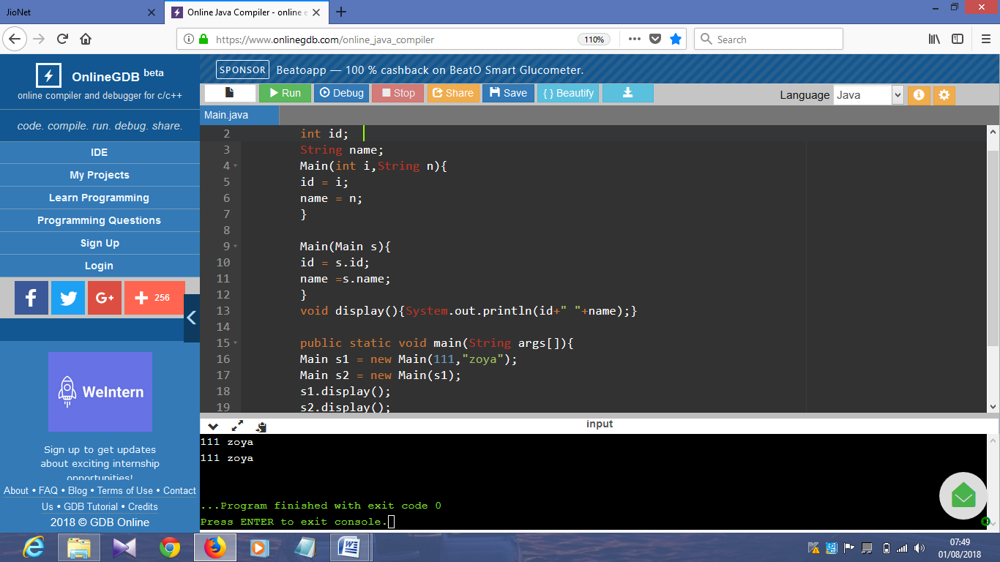 JioNet
Online Java Compiler - online e
https://www.onlinegdb.com/online_java_compiler
110%
Search
OnlineGDB beta
online compiler and debugger for c/c++
code. compile. run. debug. share.
IDE
My Projects
Learn Programming
Programming Questions
Sign Up
Login
256
WeIntern
Sign up to get updates
about exciting internship
opportunities!
About • FAQ • Blog • Terms of Use • Contact
Us • GDB Tutorial • Credits
2018 © GDB Online
SPONSOR Beatoapp — 100 % cashback on BeatO Smart Glucometer.
Run Debug Stop Share Save { } Beautify Language Java
Main.java
2 int id;
3 String name;
4 Main(int i,String n){
5 id = i;
6 name = n;
7 }
8
9 Main(Main s){
10 id = s.id;
11 name =s.name;
12 }
13 void display(){System.out.println(id+" "+name);}
14
15 public static void main(String args[]){
16 Main s1 = new Main(111,"zoya");
17 Main s2 = new Main(s1);
18 s1.display();
19 s2.display();
input
111 zoya
111 zoya
...Program finished with exit code 0
Press ENTER to exit console.
07:49
01/08/2018